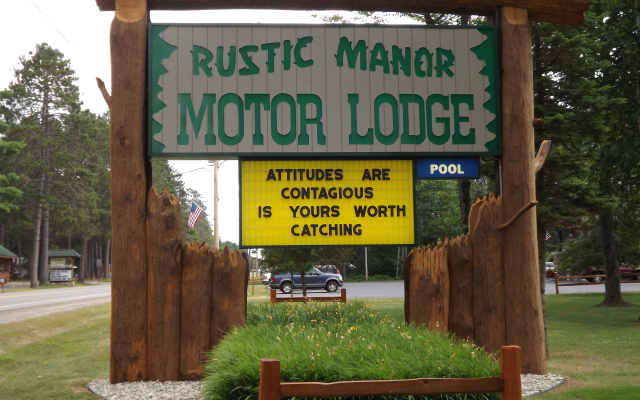 RUSTIC MANOR
MOTOR LODGE
ATTITUDES ARE
CONTAGIOUS
IS YOURS WORTH
CATCHING
POOL